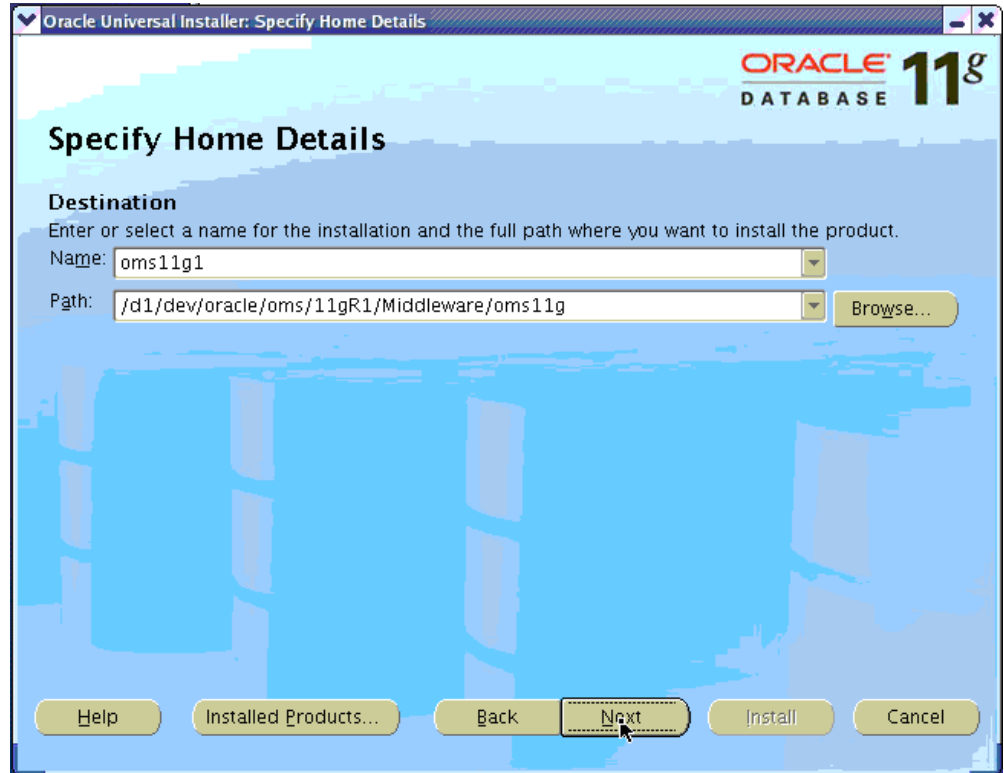 Oracle Universal Installer: Specify Home Details
ORACLE 11g
DATABASE
Specify Home Details
Destination
Enter or select a name for the installation and the full path where you want to install the product.
Name: oms11g1
Path: /d1/dev/oracle/oms/11gR1/Middleware/oms11g Browse...
Help Installed Products... Back Next Install Cancel